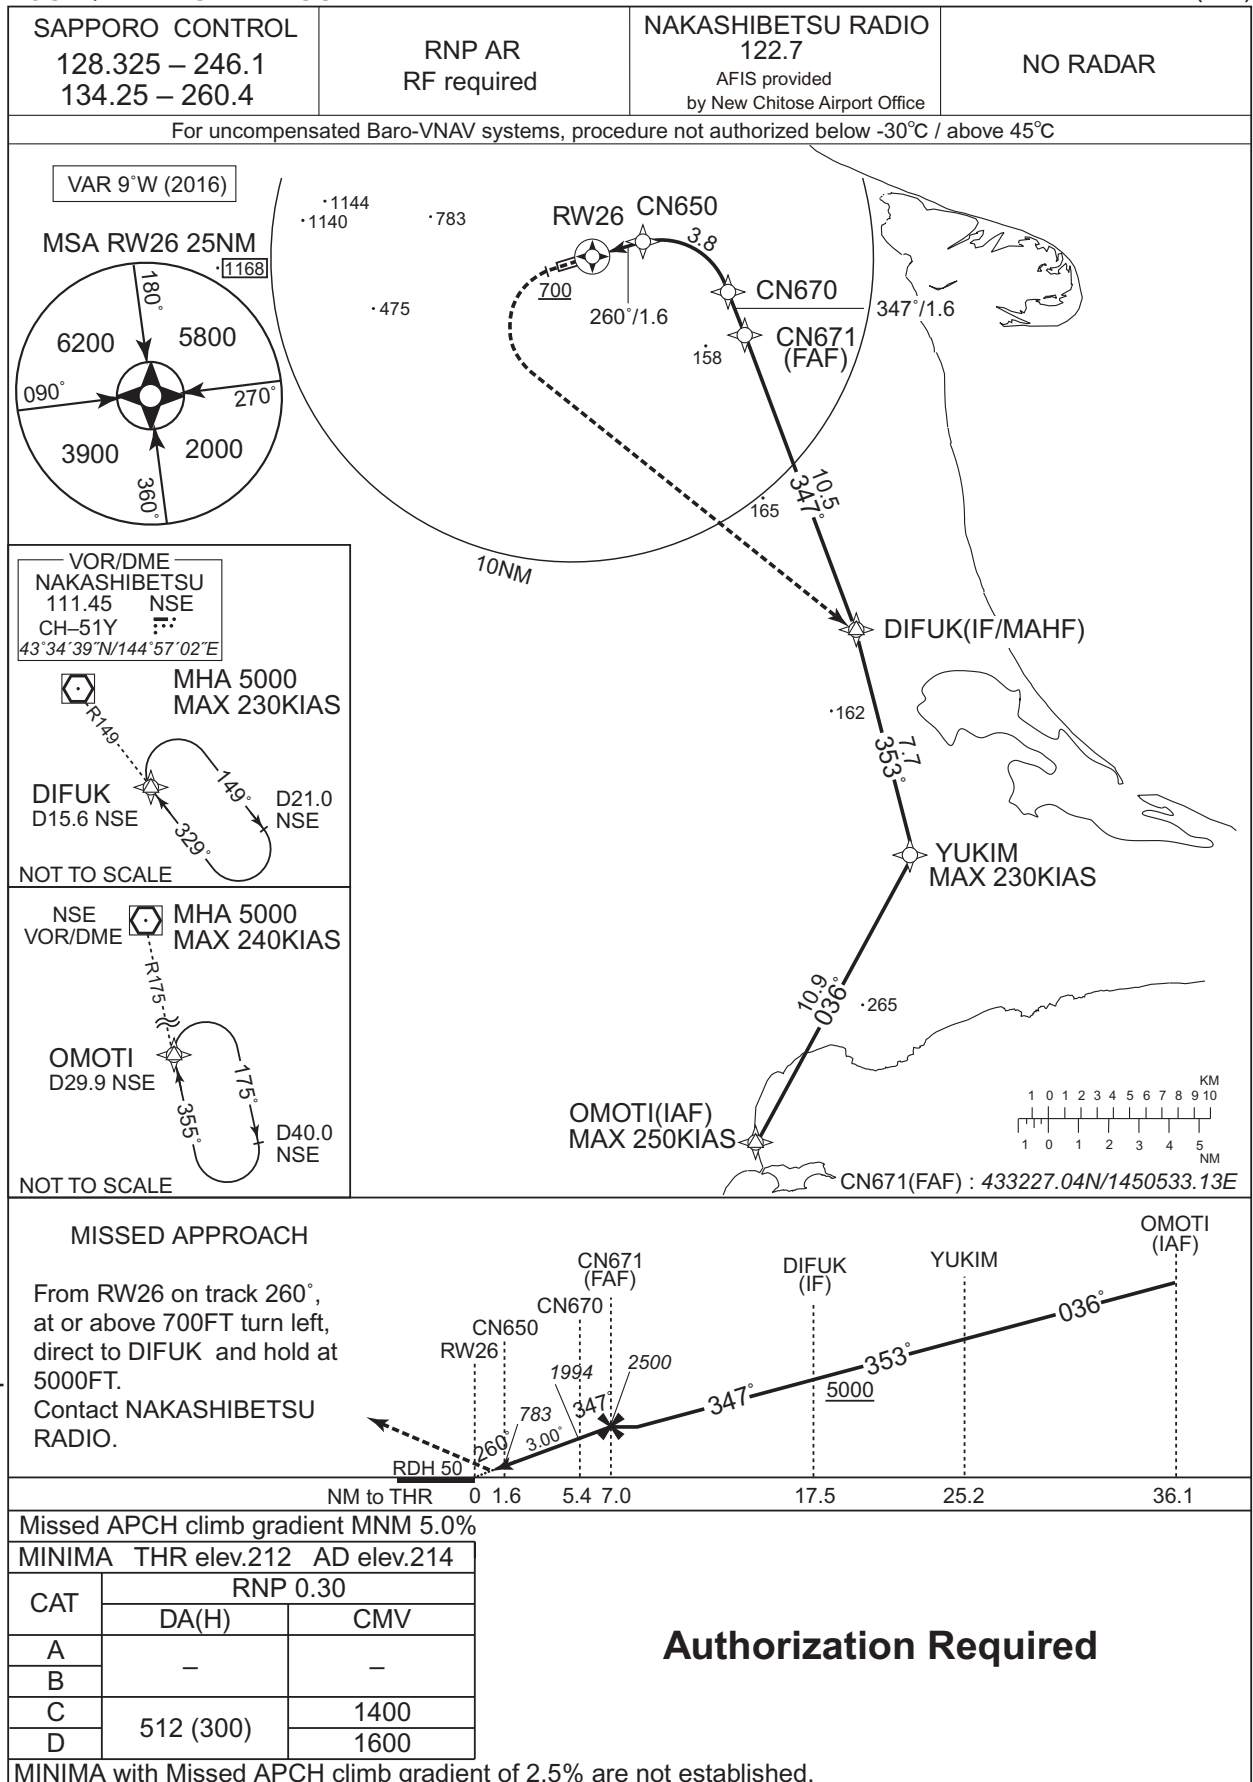 SAPPORO CONTROL
128.325 – 246.1
134.25 – 260.4
RNP AR
RF required
NAKASHIBETSU RADIO
122.7
AFIS provided
by New Chitose Airport Office
NO RADAR
For uncompensated Baro-VNAV systems, procedure not authorized below -30°C / above 45°C
VAR 9°W (2016)
MSA RW26 25NM
180°
6200
5800
090°
270°
3900
2000
360°
1144
1140
783
1168
475
RW26
CN650
3.8
700
260°/1.6
CN670
347°/1.6
CN671
(FAF)
158
10.5
347°
165
10NM
DIFUK(IF/MAHF)
162
7.7
353°
YUKIM
MAX 230KIAS
10.9
036°
265
OMOTI(IAF)
MAX 250KIAS
KM
1 0 1 2 3 4 5 6 7 8 9 10
1 0 1 2 3 4 5
NM
CN671(FAF) : 433227.04N/1450533.13E
VOR/DME
NAKASHIBETSU
111.45 NSE
CH–51Y
43°34´39˝N/144°57´02˝E
MHA 5000
MAX 230KIAS
R149
DIFUK
D15.6 NSE
149°
329°
D21.0
NSE
NOT TO SCALE
NSE
VOR/DME
MHA 5000
MAX 240KIAS
R175
OMOTI
D29.9 NSE
175°
355°
D40.0
NSE
NOT TO SCALE
MISSED APPROACH
From RW26 on track 260°,
at or above 700FT turn left,
direct to DIFUK and hold at
5000FT.
Contact NAKASHIBETSU
RADIO.
OMOTI
(IAF)
YUKIM
DIFUK
(IF)
CN671
(FAF)
CN670
CN650
RW26
1994
2500
783
347°
260°
3.00°
347°
5000
353°
036°
RDH 50
NM to THR 0 1.6 5.4 7.0 17.5 25.2 36.1
Missed APCH climb gradient MNM 5.0%
MINIMA THR elev.212 AD elev.214
CAT
RNP 0.30
DA(H) CMV
A
B
– –
C
D
512 (300)
1400
1600
Authorization Required
MINIMA with Missed APCH climb gradient of 2.5% are not established.